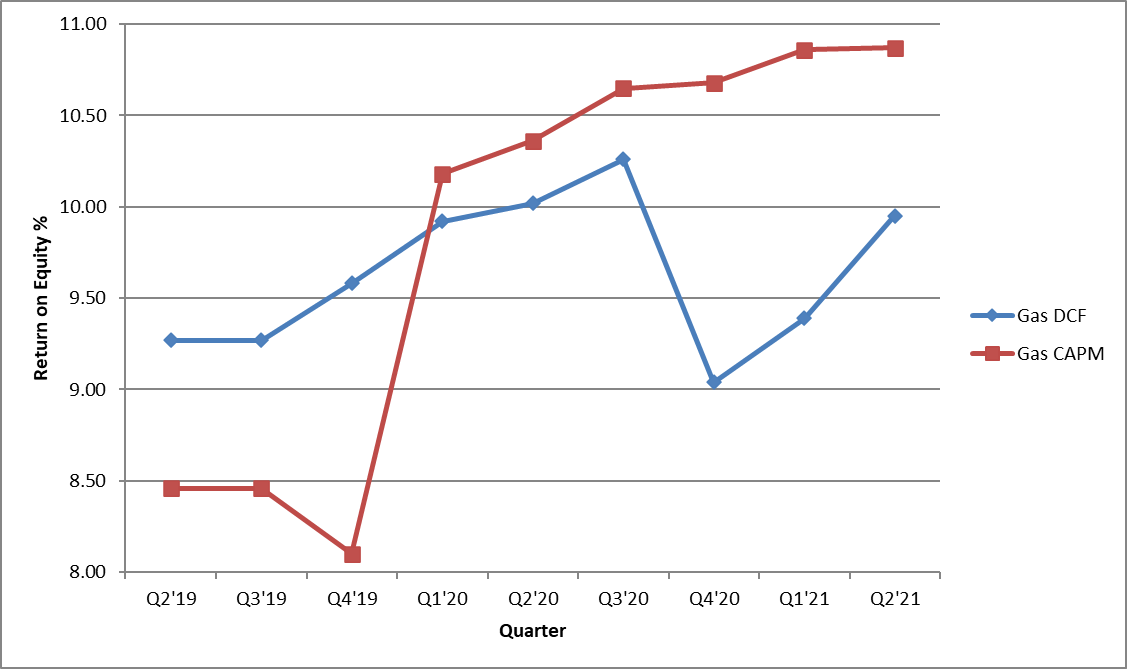 11.00
10.50
10.00
9.50
9.00
8.50
8.00
Return on Equity %
Q2'19 Q3'19 Q4'19 Q1'20 Q2'20 Q3'20 Q4'20 Q1'21 Q2'21
Quarter
Gas DCF
Gas CAPM